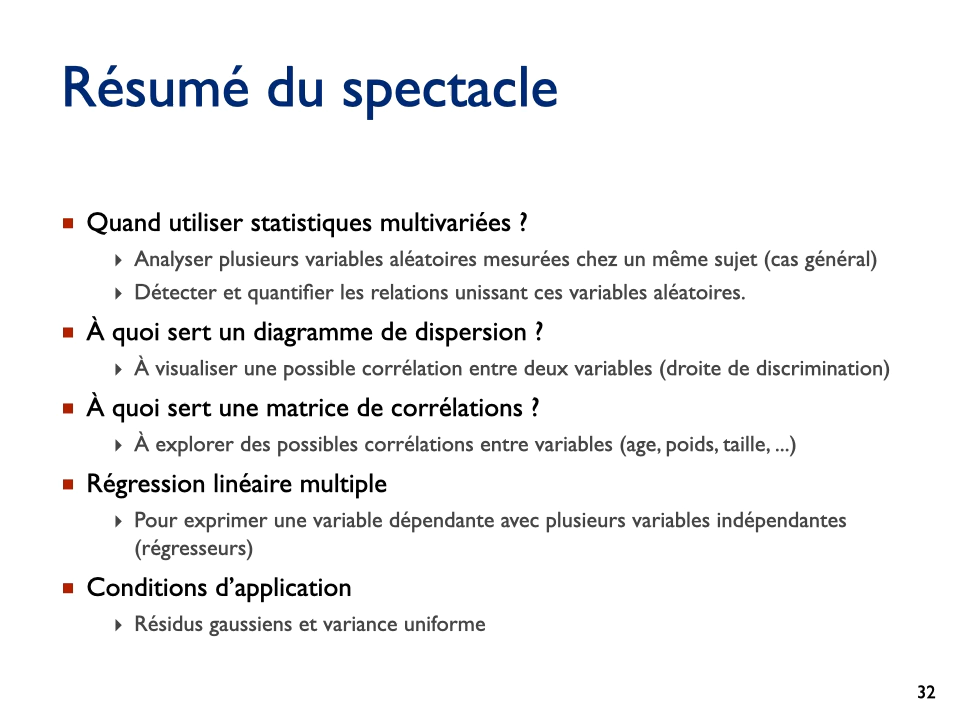 Résumé du spectacle
Quand utiliser statistiques multivariées ?
Analyser plusieurs variables aléatoires mesurées chez un même sujet (cas général)
Détecter et quantifier les relations unissant ces variables aléatoires.
À quoi sert un diagramme de dispersion ?
À visualiser une possible corrélation entre deux variables (droite de discrimination)
À quoi sert une matrice de corrélations ?
À explorer des possibles corrélations entre variables (age, poids, taille, ...)
Régression linéaire multiple
Pour exprimer une variable dépendante avec plusieurs variables indépendantes
(régresseurs)
Conditions d’application
Résidus gaussiens et variance uniforme
32